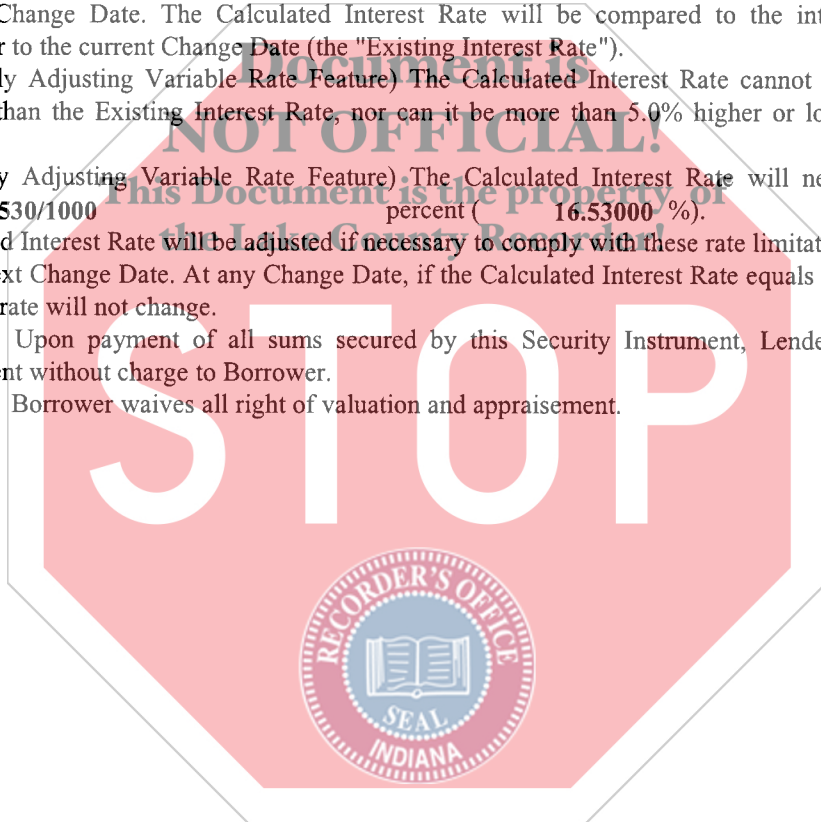 Change Date. The Calculated Interest Rate will be compared to the int
r to the current Change Date (the "Existing Interest Rate").
Document is
ly Adjusting Variable Rate Feature) The Calculated Interest Rate cannot
than the Existing Interest Rate, nor can it be more than 5.0% higher or lo
NOT OFFICIAL!
y Adjusting Variable Rate Feature) The Calculated Interest Rate will ne
This Document is the property of
530/1000 percent ( 16.53000 %).
the Lake County Recorder!
d Interest Rate will be adjusted if necessary to comply with these rate limitat
ext Change Date. At any Change Date, if the Calculated Interest Rate equals
rate will not change.
Upon payment of all sums secured by this Security Instrument, Lende
nt without charge to Borrower.
Borrower waives all right of valuation and appraisement.
STOP
RECORDER'S OFFICE
SEAL
INDIANA